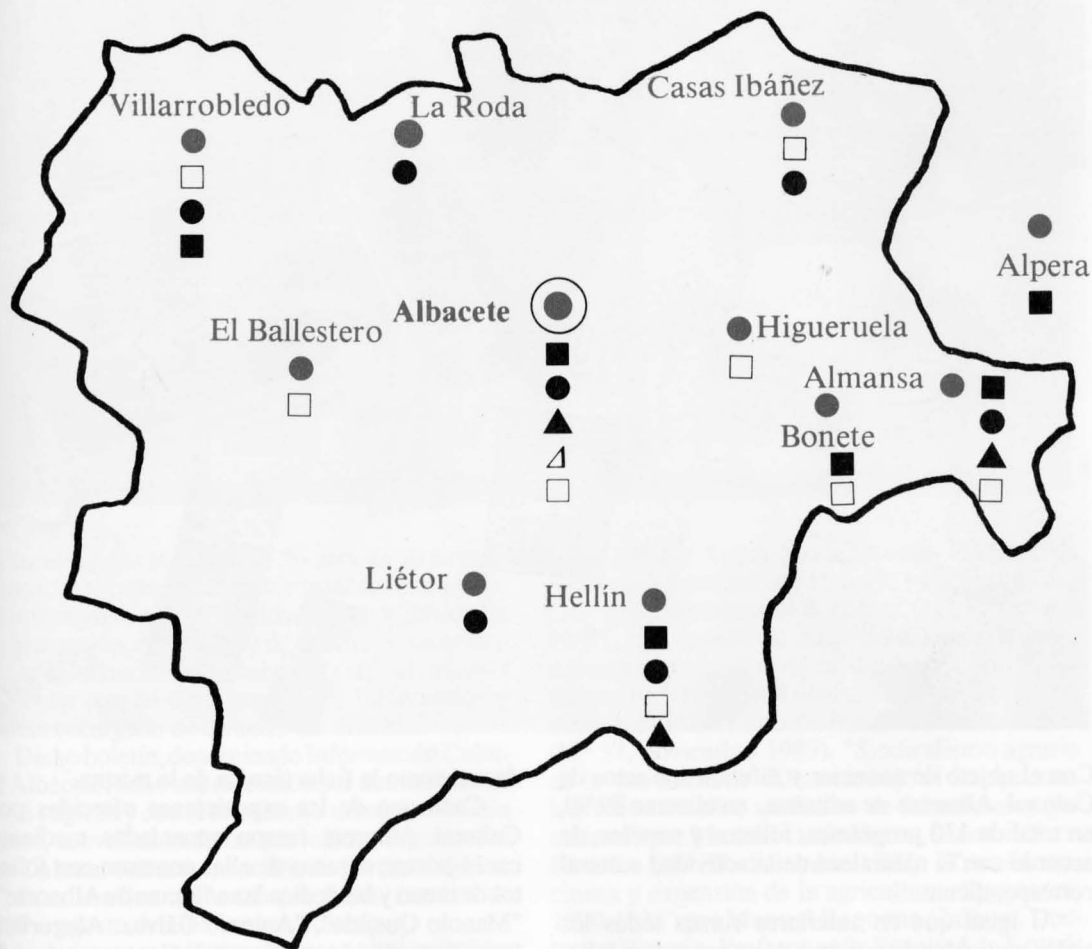 Villarrobledo
La Roda
Casas Ibáñez
Alpera
Albacete
El Ballestero
Higueruela
Almansa
Bonete
Liétor
Hellín